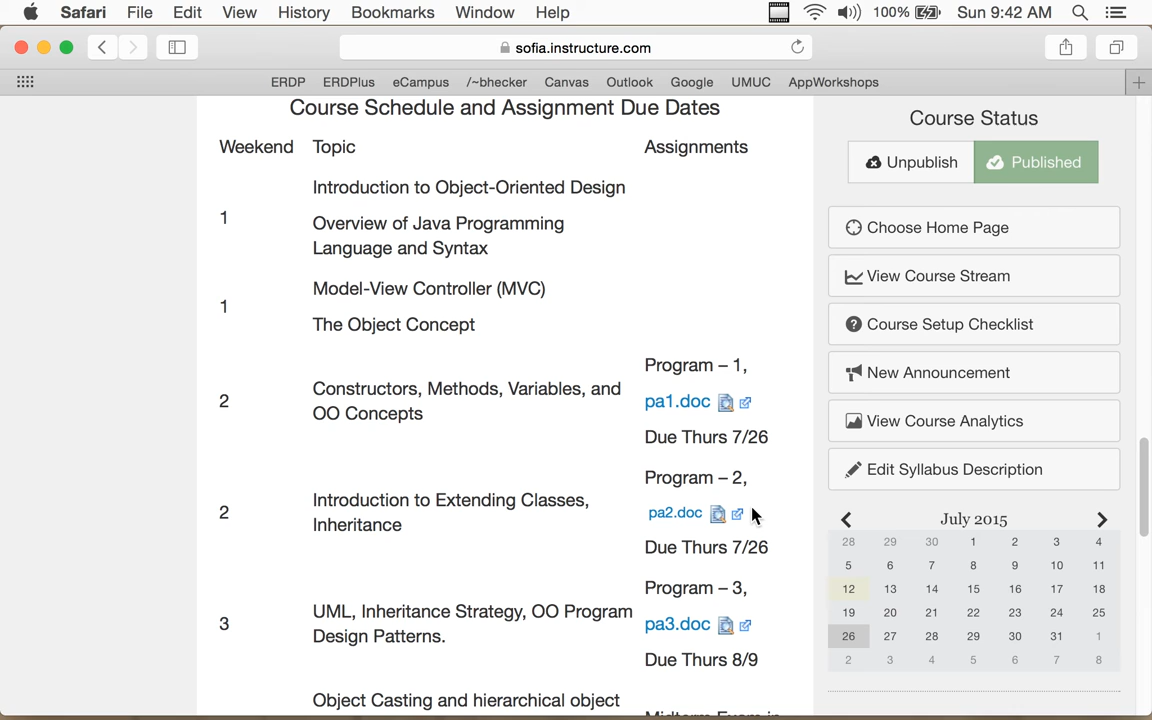 Safari File Edit View History Bookmarks Window Help 100% Sun 9:42 AM
sofia.instructure.com
ERDP ERDPlus eCampus /~bhecker Canvas Outlook Google UMUC AppWorkshops
Course Schedule and Assignment Due Dates
Weekend Topic Assignments
Introduction to Object-Oriented Design
1
Overview of Java Programming
Language and Syntax
Model-View Controller (MVC)
1
The Object Concept
Program – 1,
Constructors, Methods, Variables, and
2
OO Concepts
pa1.doc
Due Thurs 7/26
Program – 2,
Introduction to Extending Classes,
2
Inheritance
pa2.doc
Due Thurs 7/26
Program – 3,
UML, Inheritance Strategy, OO Program
3
Design Patterns.
pa3.doc
Due Thurs 8/9
Object Casting and hierarchical object
Midterm Exam in
Course Status
Unpublish Published
Choose Home Page
View Course Stream
Course Setup Checklist
New Announcement
View Course Analytics
Edit Syllabus Description
July 2015
28 29 30 1 2 3 4
5 6 7 8 9 10 11
12 13 14 15 16 17 18
19 20 21 22 23 24 25
26 27 28 29 30 31 1
2 3 4 5 6 7 8